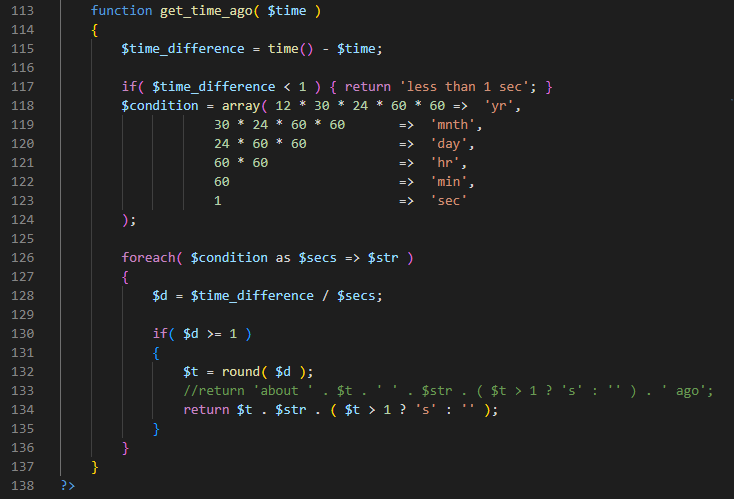 113 function get_time_ago( $time )
114 {
115 $time_difference = time() - $time;
116
117 if( $time_difference < 1 ) { return 'less than 1 sec'; }
118 $condition = array( 12 * 30 * 24 * 60 * 60 => 'yr',
119 30 * 24 * 60 * 60 => 'mnth',
120 24 * 60 * 60 => 'day',
121 60 * 60 => 'hr',
122 60 => 'min',
123 1 => 'sec'
124 );
125
126 foreach( $condition as $secs => $str )
127 {
128 $d = $time_difference / $secs;
129
130 if( $d >= 1 )
131 {
132 $t = round( $d );
133 //return 'about ' . $t . ' ' . $str . ( $t > 1 ? 's' : '' ) . ' ago';
134 return $t . $str . ( $t > 1 ? 's' : '' );
135 }
136 }
137 }
138 ?>